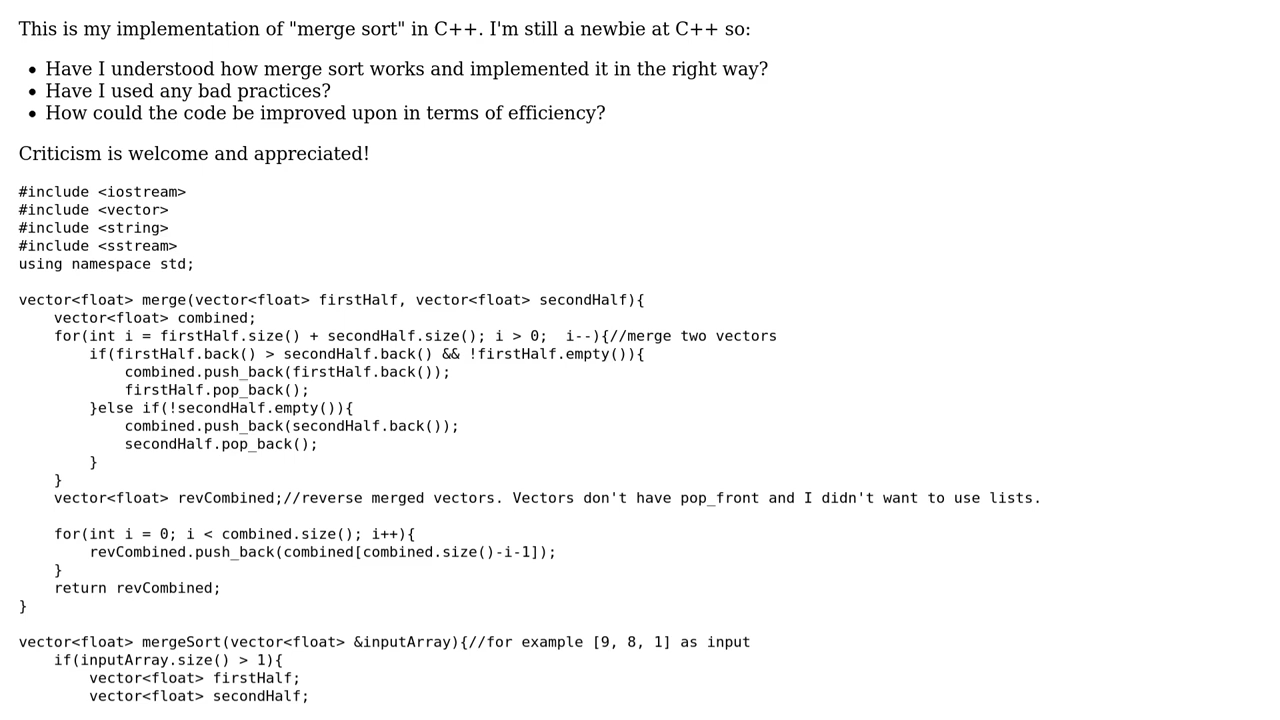 This is my implementation of "merge sort" in C++. I'm still a newbie at C++ so:
• Have I understood how merge sort works and implemented it in the right way?
• Have I used any bad practices?
• How could the code be improved upon in terms of efficiency?
Criticism is welcome and appreciated!
#include <iostream>
#include <vector>
#include <string>
#include <sstream>
using namespace std;

vector<float> merge(vector<float> firstHalf, vector<float> secondHalf){
    vector<float> combined;
    for(int i = firstHalf.size() + secondHalf.size(); i > 0;  i--){//merge two vectors
        if(firstHalf.back() > secondHalf.back() && !firstHalf.empty()){
            combined.push_back(firstHalf.back());
            firstHalf.pop_back();
        }else if(!secondHalf.empty()){
            combined.push_back(secondHalf.back());
            secondHalf.pop_back();
        }
    }
    vector<float> revCombined;//reverse merged vectors. Vectors don't have pop_front and I didn't want to use lists.

    for(int i = 0; i < combined.size(); i++){
        revCombined.push_back(combined[combined.size()-i-1]);
    }
    return revCombined;
}

vector<float> mergeSort(vector<float> &inputArray){//for example [9, 8, 1] as input
    if(inputArray.size() > 1){
        vector<float> firstHalf;
        vector<float> secondHalf;